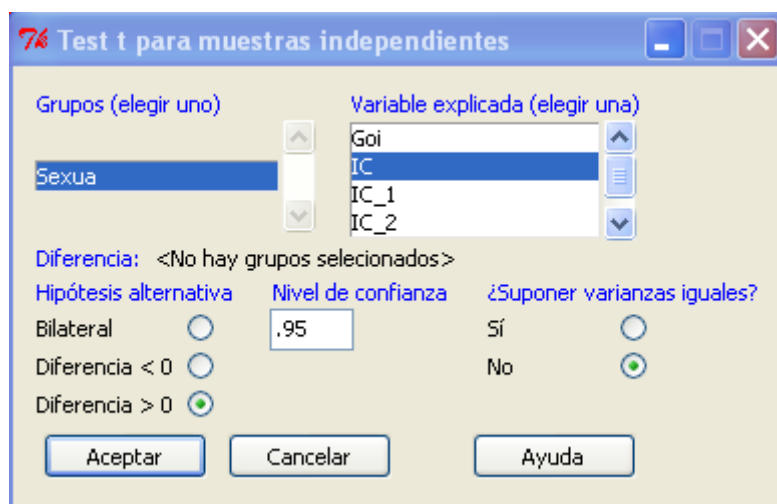 Test t para muestras independientes
Grupos (elegir uno) Variable explicada (elegir una)
Goi
Sexua IC
IC_1
IC_2
Diferencia: <No hay grupos selecionados>
Hipótesis alternativa Nivel de confianza ¿Suponer varianzas iguales?
Bilateral .95 Sí
Diferencia < 0 No
Diferencia > 0
Aceptar Cancelar Ayuda